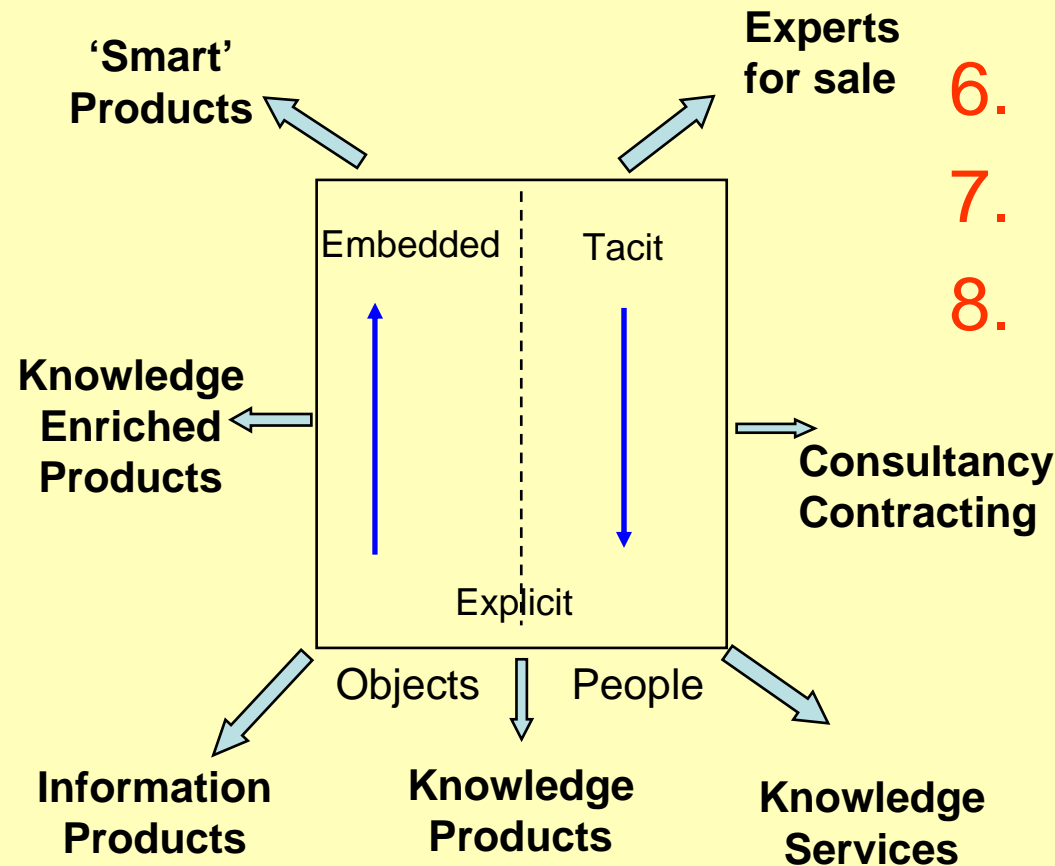 ‘Smart’
Products
Experts
for sale
6.
7.
8.
Embedded
Tacit
Knowledge
Enriched
Products
Consultancy
Contracting
Explicit
Objects
People
Information
Products
Knowledge
Products
Knowledge
Services